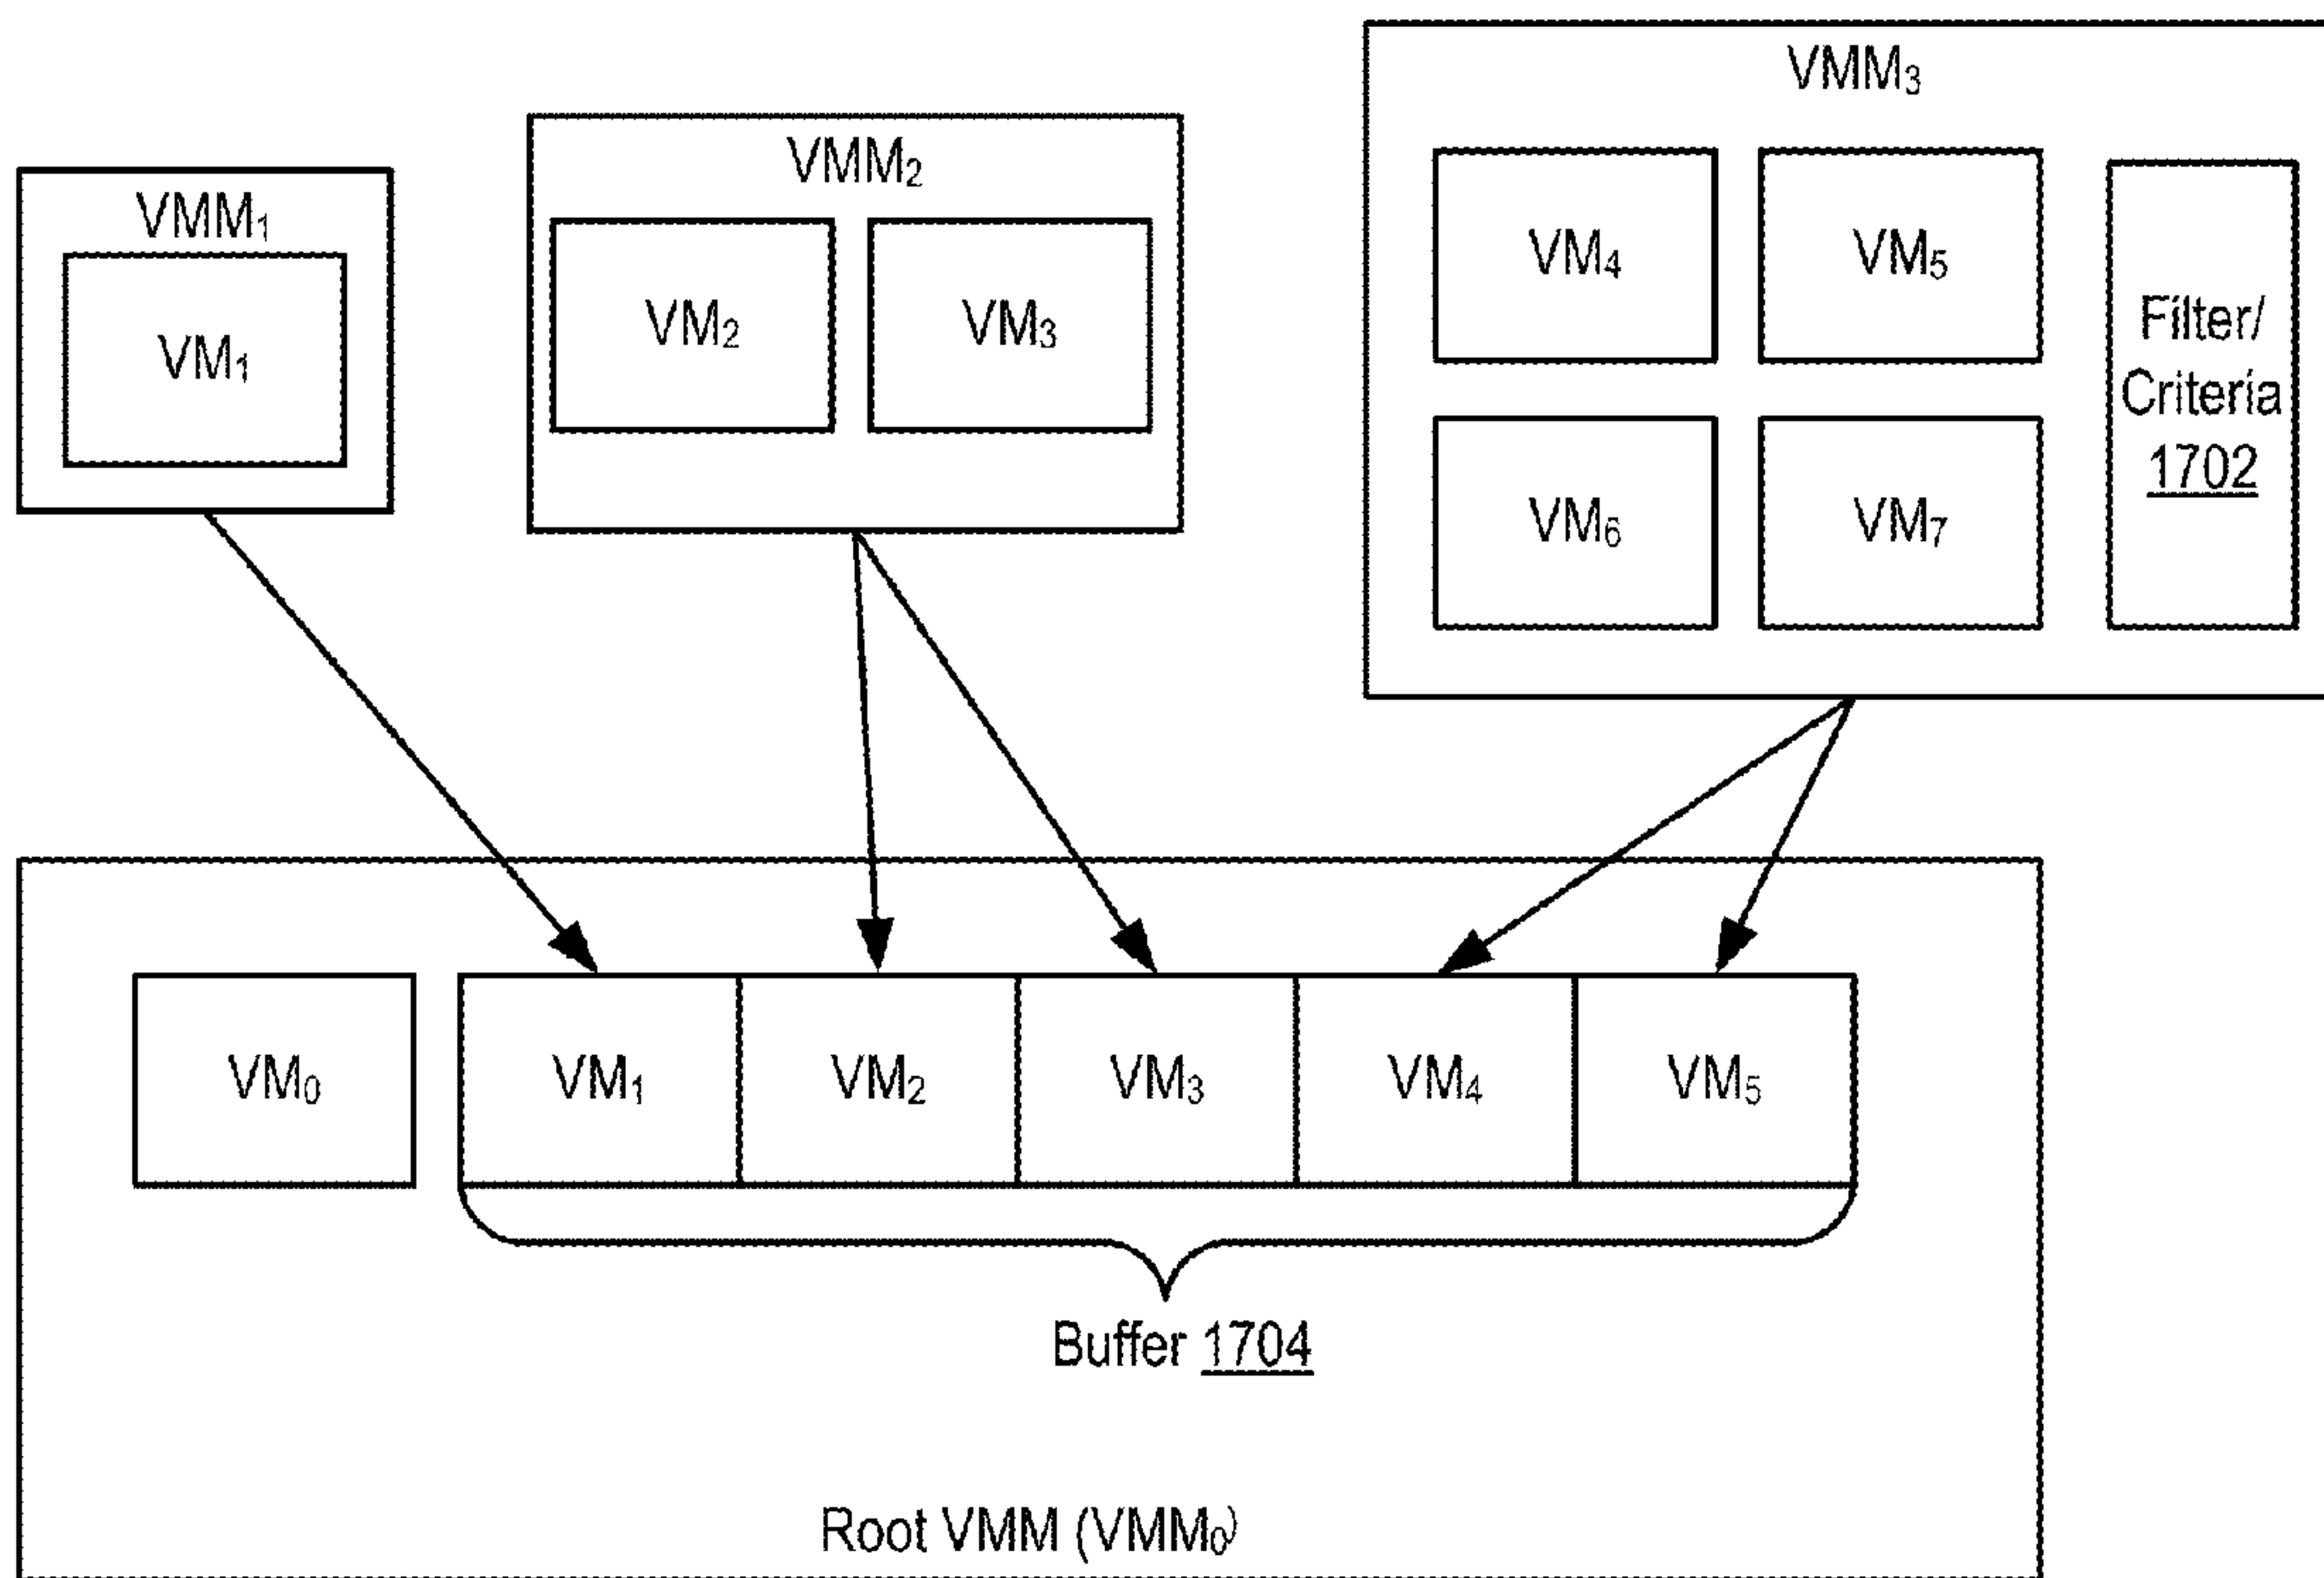 VMM₁
VM₁
VMM₂
VM₂
VM₃
VMM₃
VM₄
VM₅
VM₆
VM₇
Filter/
Criteria
1702
VM₀
VM₁
VM₂
VM₃
VM₄
VM₅
Buffer 1704
Root VMM (VMM₀)